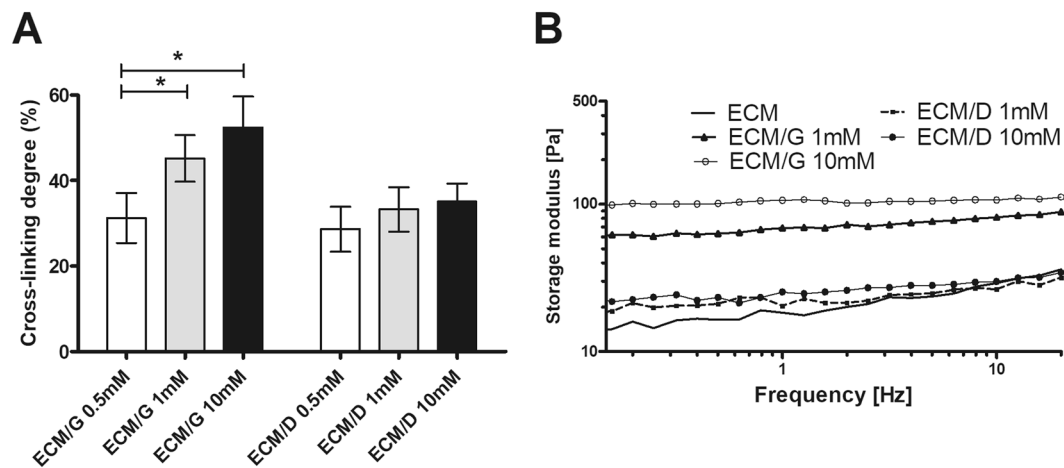 A
Cross-linking degree (%)
60
40
20
0
*
*
ECM/G 0.5mM
ECM/G 1mM
ECM/G 10mM
ECM/D 0.5mM
ECM/D 1mM
ECM/D 10mM
B
Storage modulus [Pa]
500
100
10
ECM
ECM/G 1mM
ECM/G 10mM
ECM/D 1mM
ECM/D 10mM
1
10
Frequency [Hz]